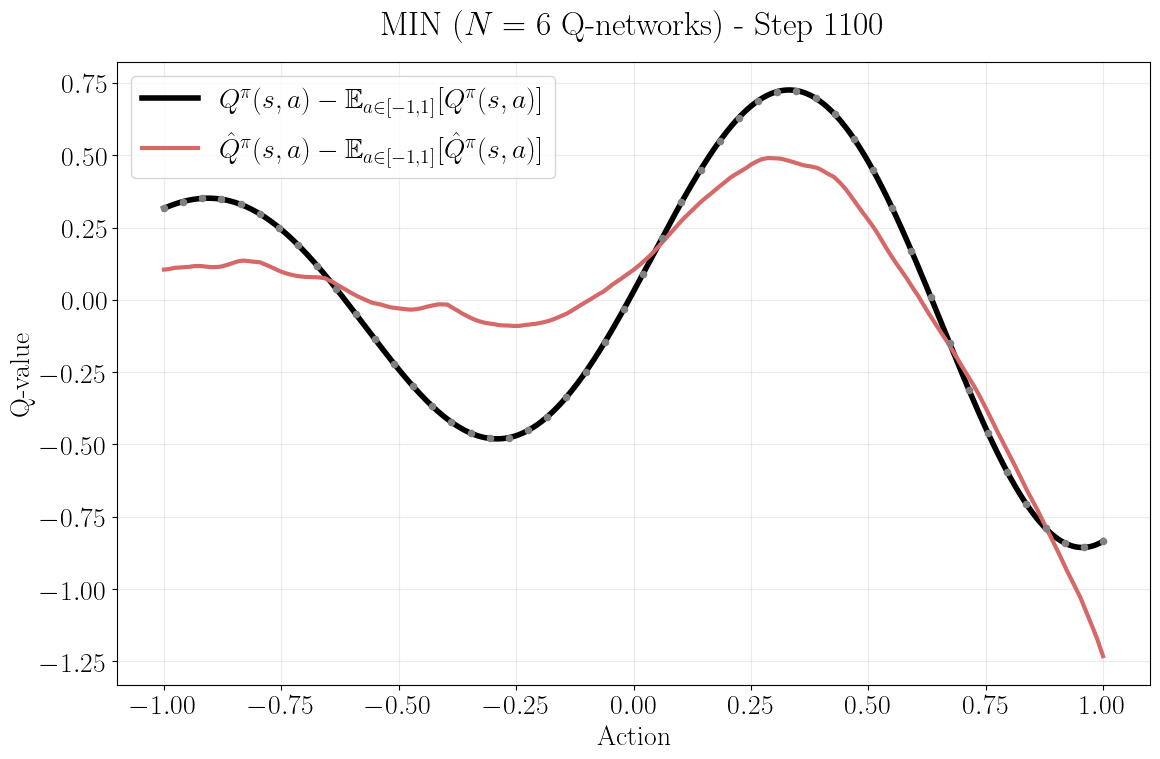 MIN (N = 6 Q-networks) - Step 1100
Q^π(s, a) − 𝔼_{a∈[−1,1]}[Q^π(s, a)]
Q̂^π(s, a) − 𝔼_{a∈[−1,1]}[Q̂^π(s, a)]
0.75
0.50
0.25
0.00
−0.25
−0.50
−0.75
−1.00
−1.25
Q-value
−1.00 −0.75 −0.50 −0.25 0.00 0.25 0.50 0.75 1.00
Action